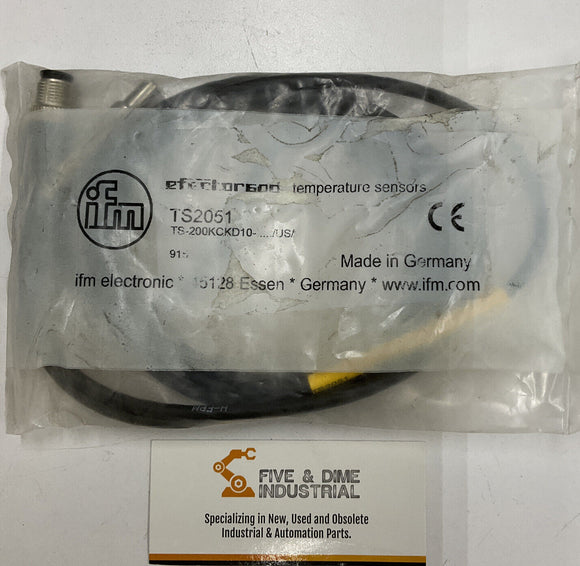 ifm
efector600 temperature sensors
TS2051
TS-200KCKD10-..../US/
915
Made in Germany
ifm electronic * 45128 Essen * Germany * www.ifm.com
CE
FIVE & DIME
INDUSTRIAL
Specializing in New, Used and Obsolete
Industrial & Automation Parts.